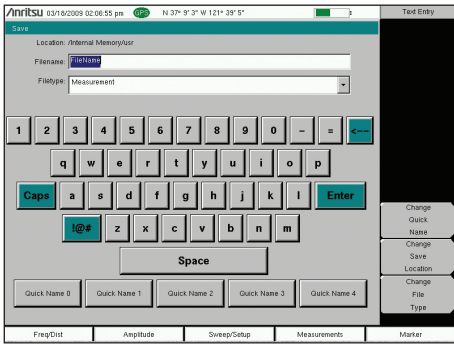 Anritsu 03/18/2009 02:06:55 pm GPS N 37° 9' 3" W 121° 39' 5" Text Entry
Save
Location: /Internal Memory/usr
Filename: FileName
Filetype: Measurement
1 2 3 4 5 6 7 8 9 0 - = <--
q w e r t y u i o p
Caps a s d f g h j k l Enter
!@# z x c v b n m
Space
Quick Name 0 Quick Name 1 Quick Name 2 Quick Name 3 Quick Name 4
Change
Quick
Name
Change
Save
Location
Change
File
Type
Freq/Dist Amplitude Sweep/Setup Measurements Marker